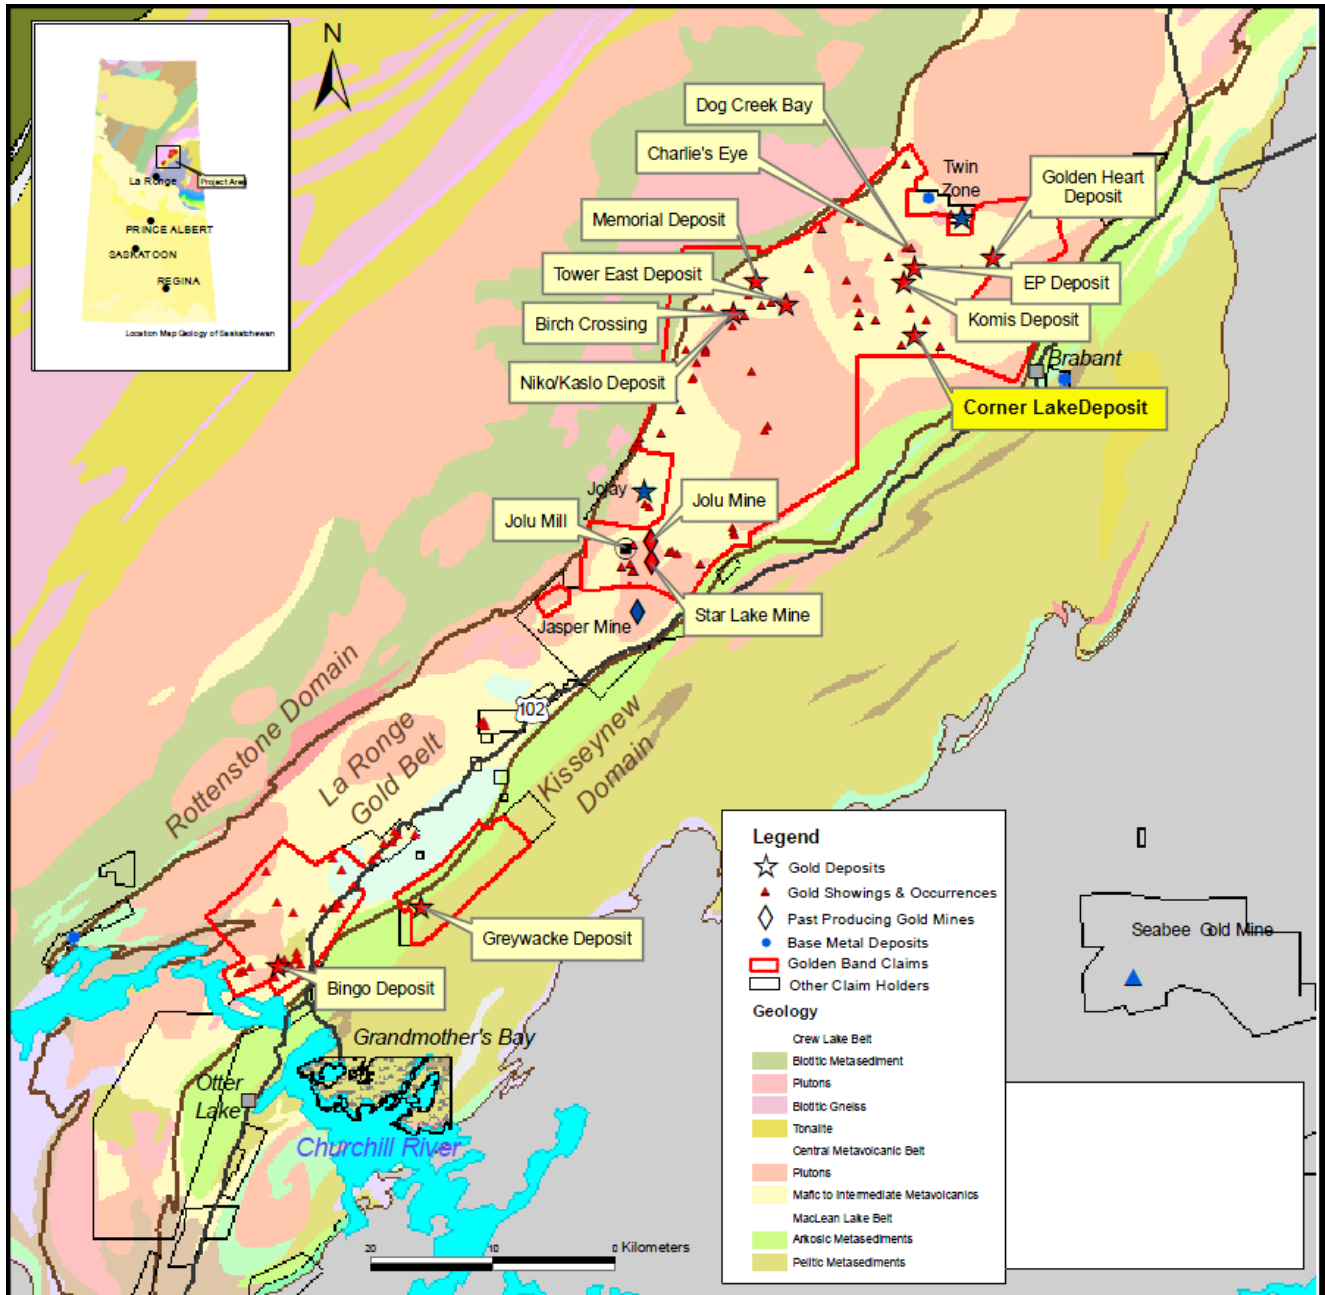 N
La Ronge
Project Area
PRINCE ALBERT
SASKATOON
REGINA
Location Map Geology of Saskatchewan
Dog Creek Bay
Charlie's Eye
Twin
Zone
Golden Heart
Deposit
Memorial Deposit
Tower East Deposit
EP Deposit
Birch Crossing
Komis Deposit
Brabant
Niko/Kaslo Deposit
Corner LakeDeposit
Jojay
Jolu Mine
Jolu Mill
Star Lake Mine
Jasper Mine
102
Rottenstone Domain
La Ronge
Gold Belt
Kisseynew
Domain
Greywacke Deposit
Bingo Deposit
Grandmother's Bay
Otter
Lake
Churchill River
20
10
0 Kilometers
Seabee Gold Mine
Legend
Gold Deposits
Gold Showings & Occurrences
Past Producing Gold Mines
Base Metal Deposits
Golden Band Claims
Other Claim Holders
Geology
Crew Lake Belt
Biotitic Metasediment
Plutons
Biotitic Gneiss
Tonalite
Central Metavolcanic Belt
Plutons
Mafic to Intermediate Metavolcanics
MacLean Lake Belt
Arkosic Metasediments
Pelitic Metasediments